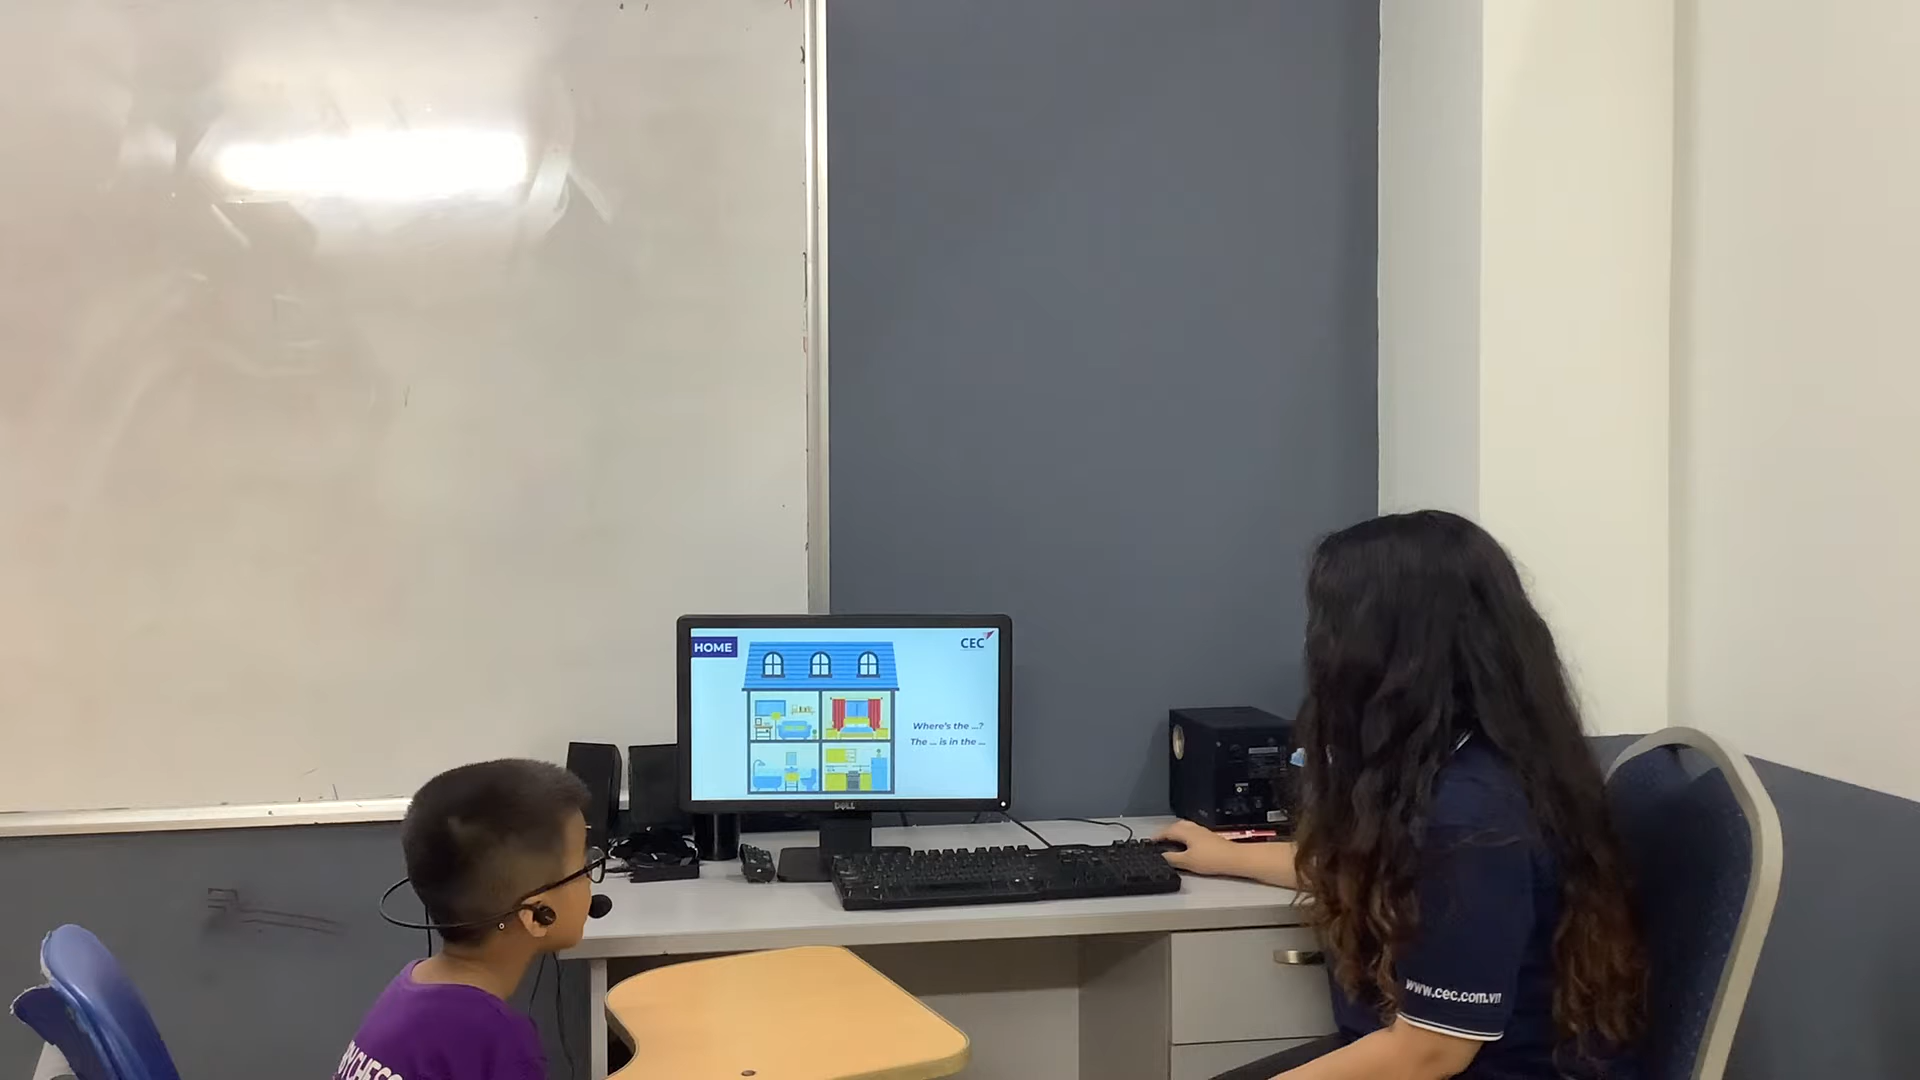 HOME
CEC
Where's the ...?
The ... is in the ...
DELL
www.cec.com.vn